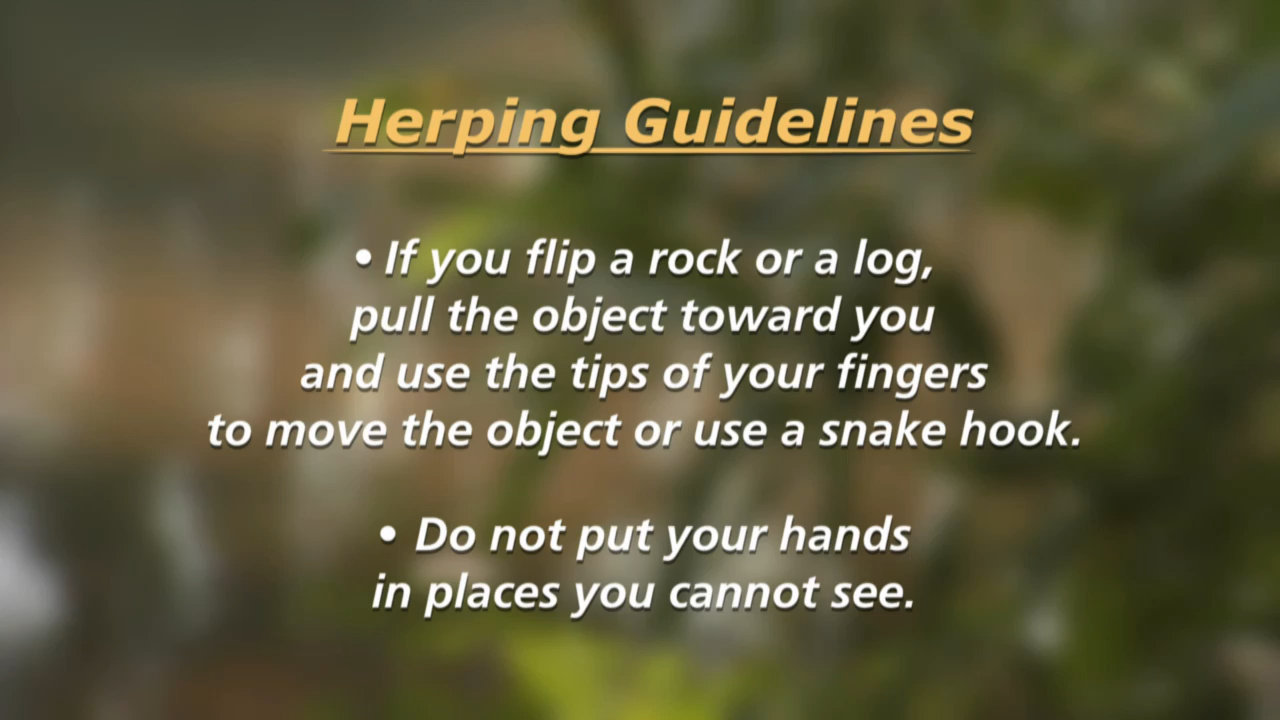 Herping Guidelines
• If you flip a rock or a log,
pull the object toward you
and use the tips of your fingers
to move the object or use a snake hook.
• Do not put your hands
in places you cannot see.